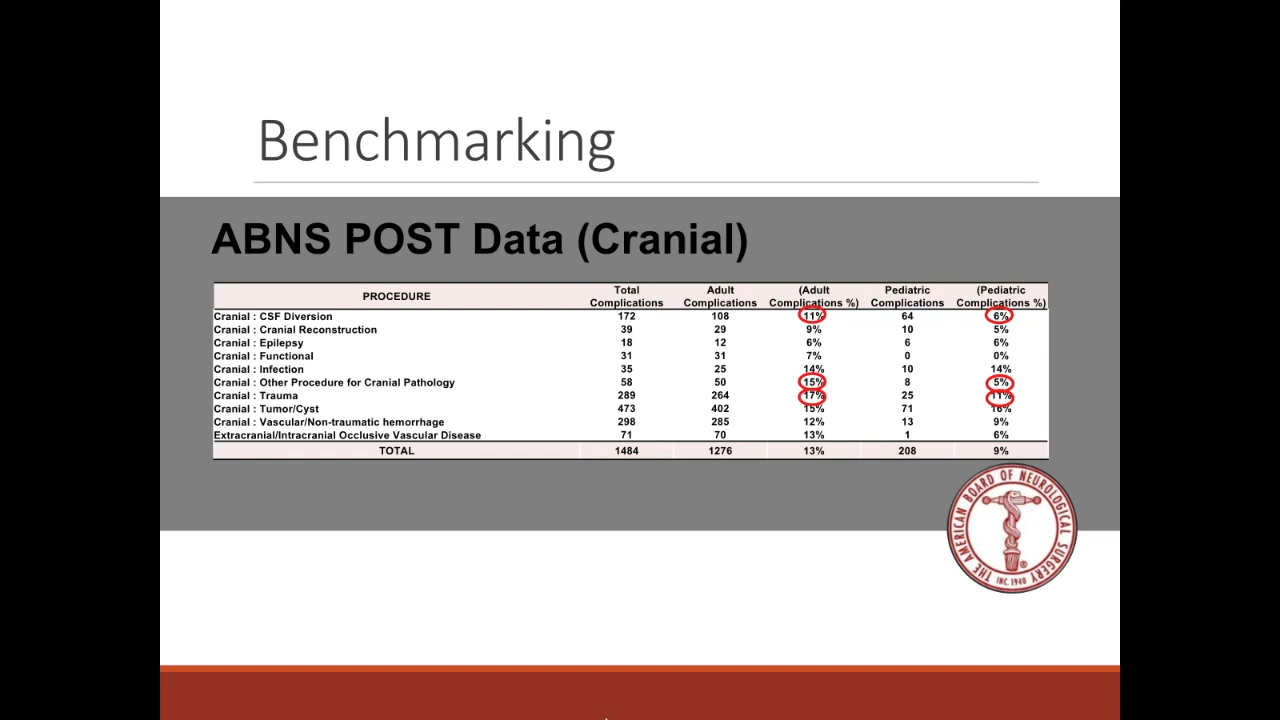 Benchmarking
ABNS POST Data (Cranial)
PROCEDURE Total Complications Adult Complications (Adult Complications %) Pediatric Complications (Pediatric Complications %)
Cranial : CSF Diversion 172 108 11% 64 6%
Cranial : Cranial Reconstruction 39 29 9% 10 5%
Cranial : Epilepsy 18 12 6% 6 6%
Cranial : Functional 31 31 7% 0 0%
Cranial : Infection 35 25 14% 10 14%
Cranial : Other Procedure for Cranial Pathology 58 50 15% 8 5%
Cranial : Trauma 289 264 17% 25 11%
Cranial : Tumor/Cyst 473 402 15% 71 16%
Cranial : Vascular/Non-traumatic hemorrhage 298 285 12% 13 9%
Extracranial/Intracranial Occlusive Vascular Disease 71 70 13% 1 6%
TOTAL 1484 1276 13% 208 9%
THE AMERICAN BOARD OF NEUROLOGICAL SURGERY
INC. 1940
®